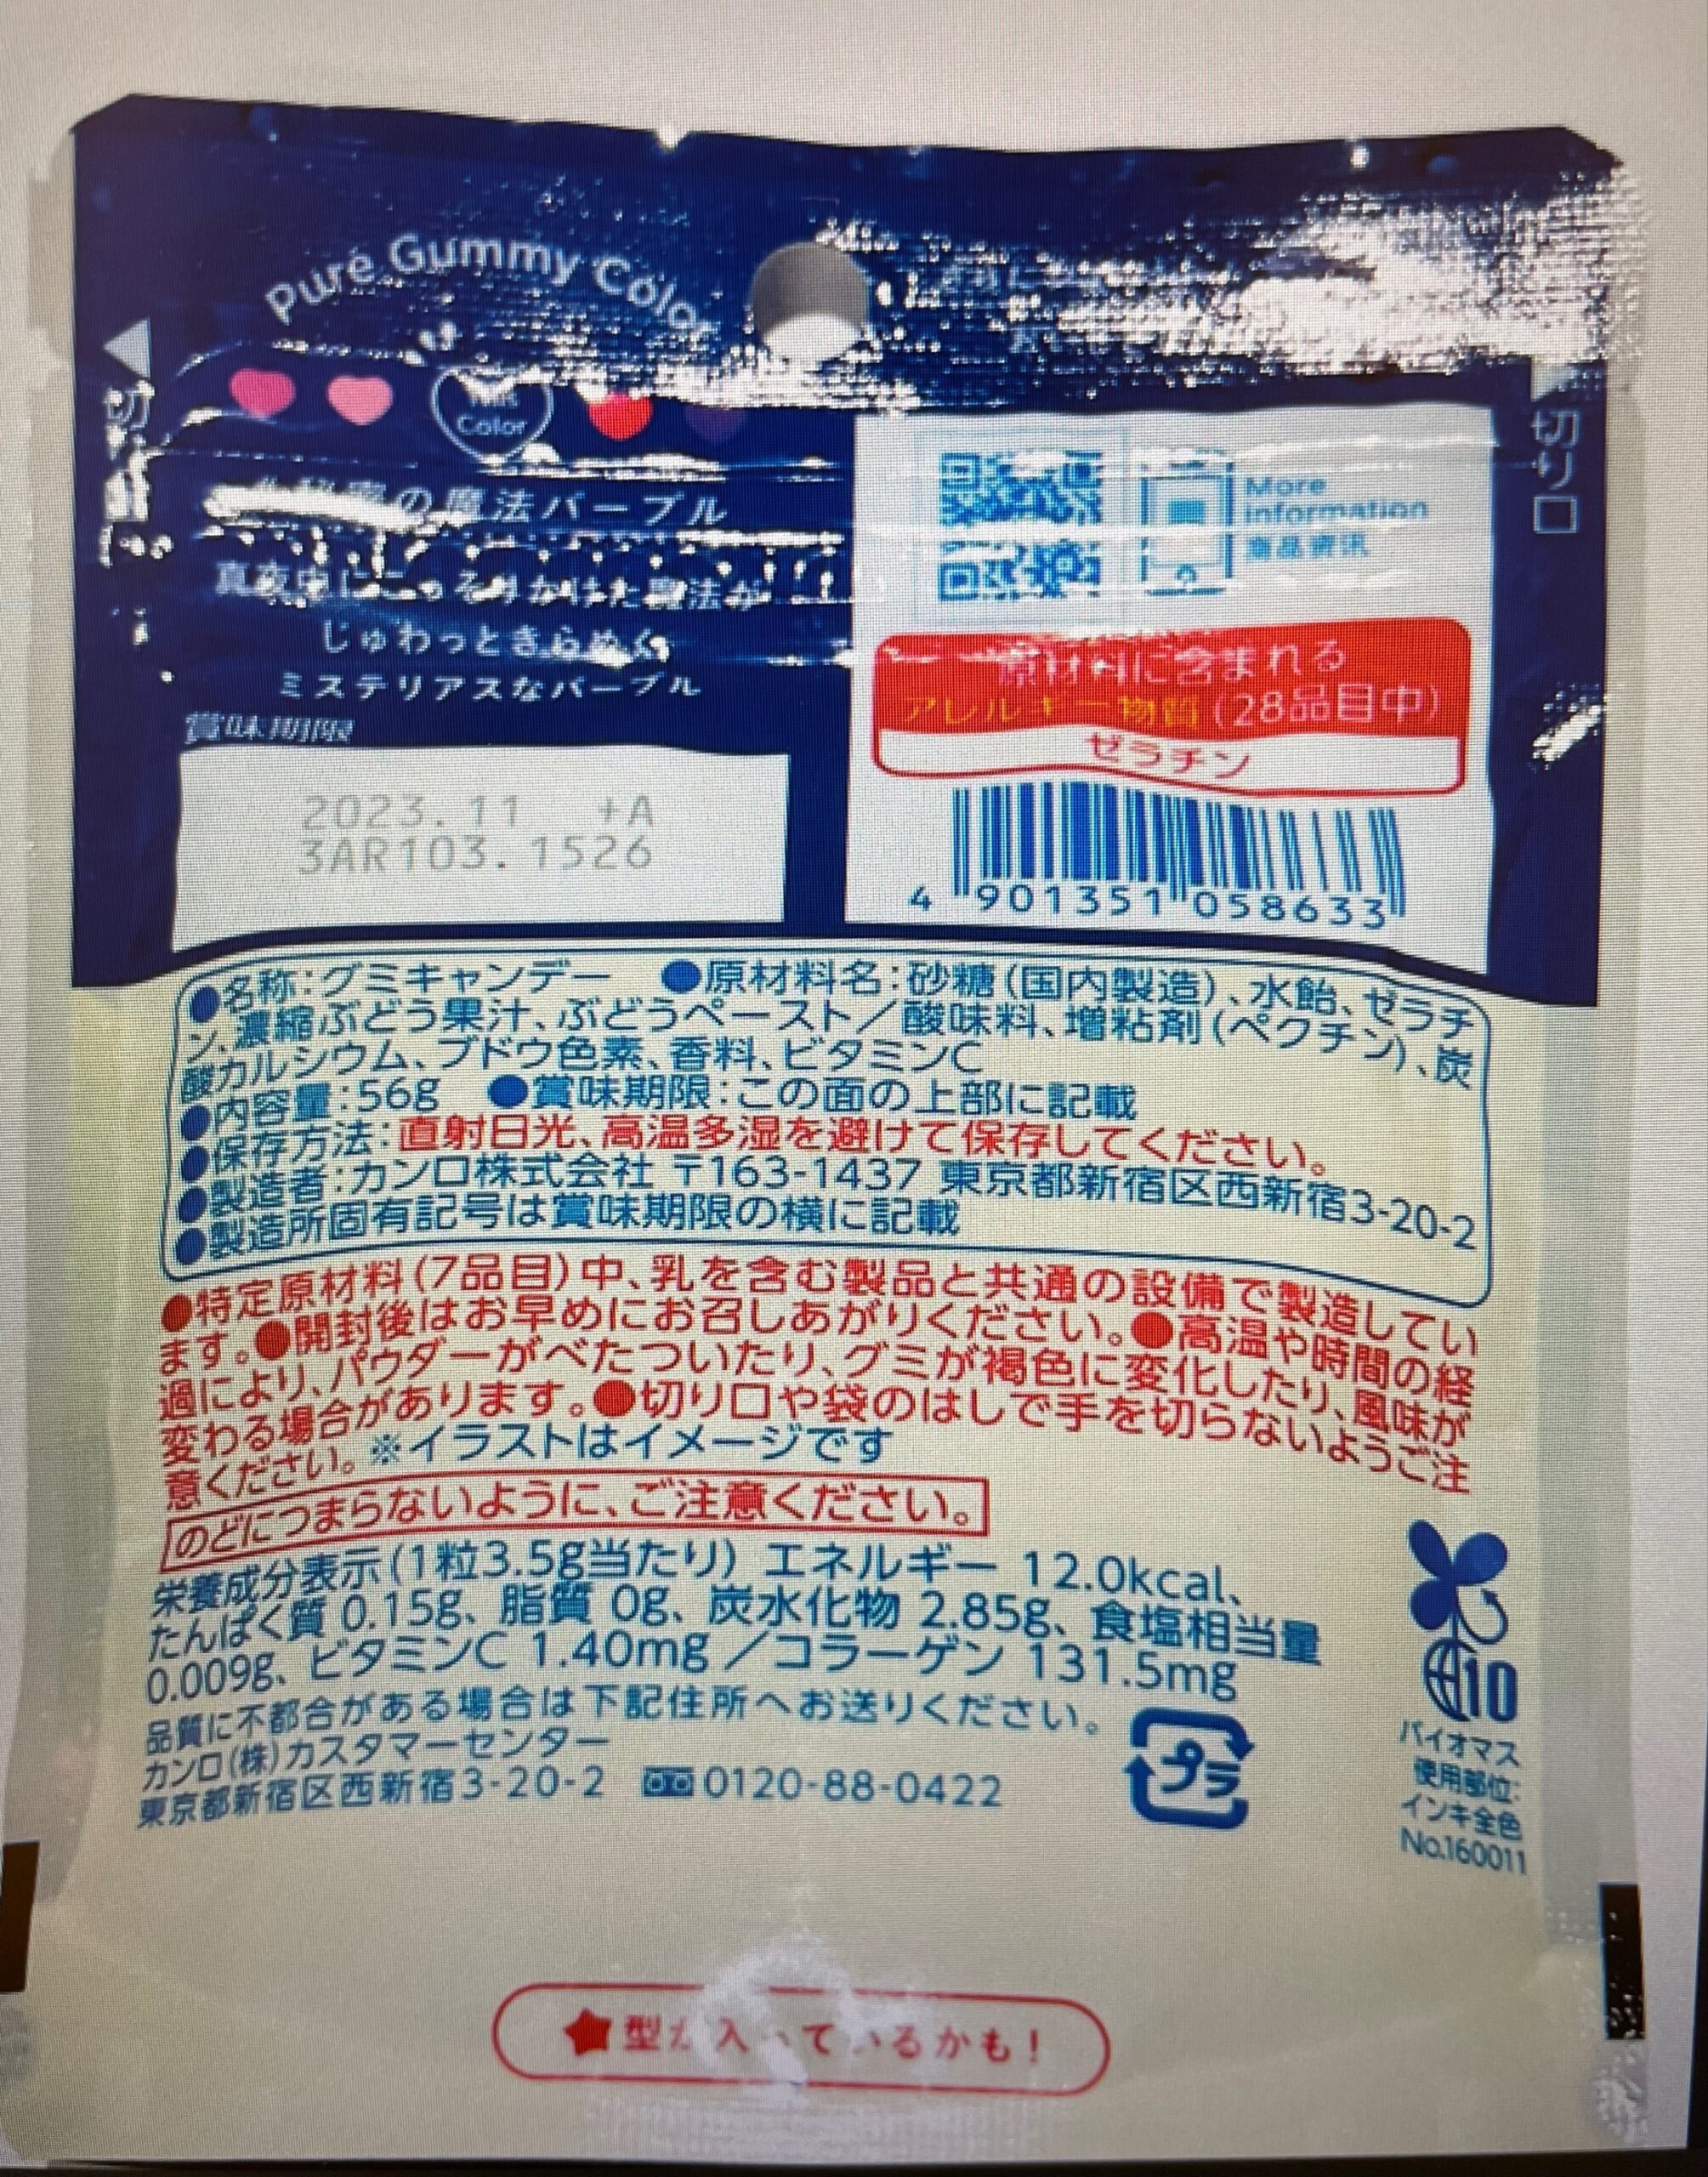 Puré Gummy Color
Color
の魔法パープル
真夜中にこっそりかけた魔法が
じゅわっときらめく
ミステリアスなパープル
賞味期限
2023.11 +A
3AR103.1526
切り口
More
information
商品資訊
原材料に含まれる
アレルギー物質(28品目中)
ゼラチン
4 901351 058633
●名称:グミキャンデー ●原材料名:砂糖(国内製造)、水飴、ゼラチ
ン、濃縮ぶどう果汁、ぶどうペースト/酸味料、増粘剤(ペクチン)、炭
酸カルシウム、ブドウ色素、香料、ビタミンC
●内容量:56g ●賞味期限:この面の上部に記載
●保存方法:直射日光、高温多湿を避けて保存してください。
●製造者:カンロ株式会社 〒163-1437 東京都新宿区西新宿3-20-2
●製造所固有記号は賞味期限の横に記載
●特定原材料(7品目)中、乳を含む製品と共通の設備で製造してい
ます。●開封後はお早めにお召しあがりください。●高温や時間の経
過により、パウダーがべたついたり、グミが褐色に変化したり、風味が
変わる場合があります。●切り口や袋のはしで手を切らないようご注
意ください。※イラストはイメージです
のどにつまらないように、ご注意ください。
栄養成分表示(1粒3.5g当たり) エネルギー 12.0kcal、
たんぱく質 0.15g、脂質 0g、炭水化物 2.85g、食塩相当量
0.009g、ビタミンC 1.40mg/コラーゲン 131.5mg
品質に不都合がある場合は下記住所へお送りください。
カンロ(株)カスタマーセンター
東京都新宿区西新宿3-20-2 0120-88-0422
プラ
10
バイオマス
使用部位:
インキ全色
No.160011
★型が入っているかも!